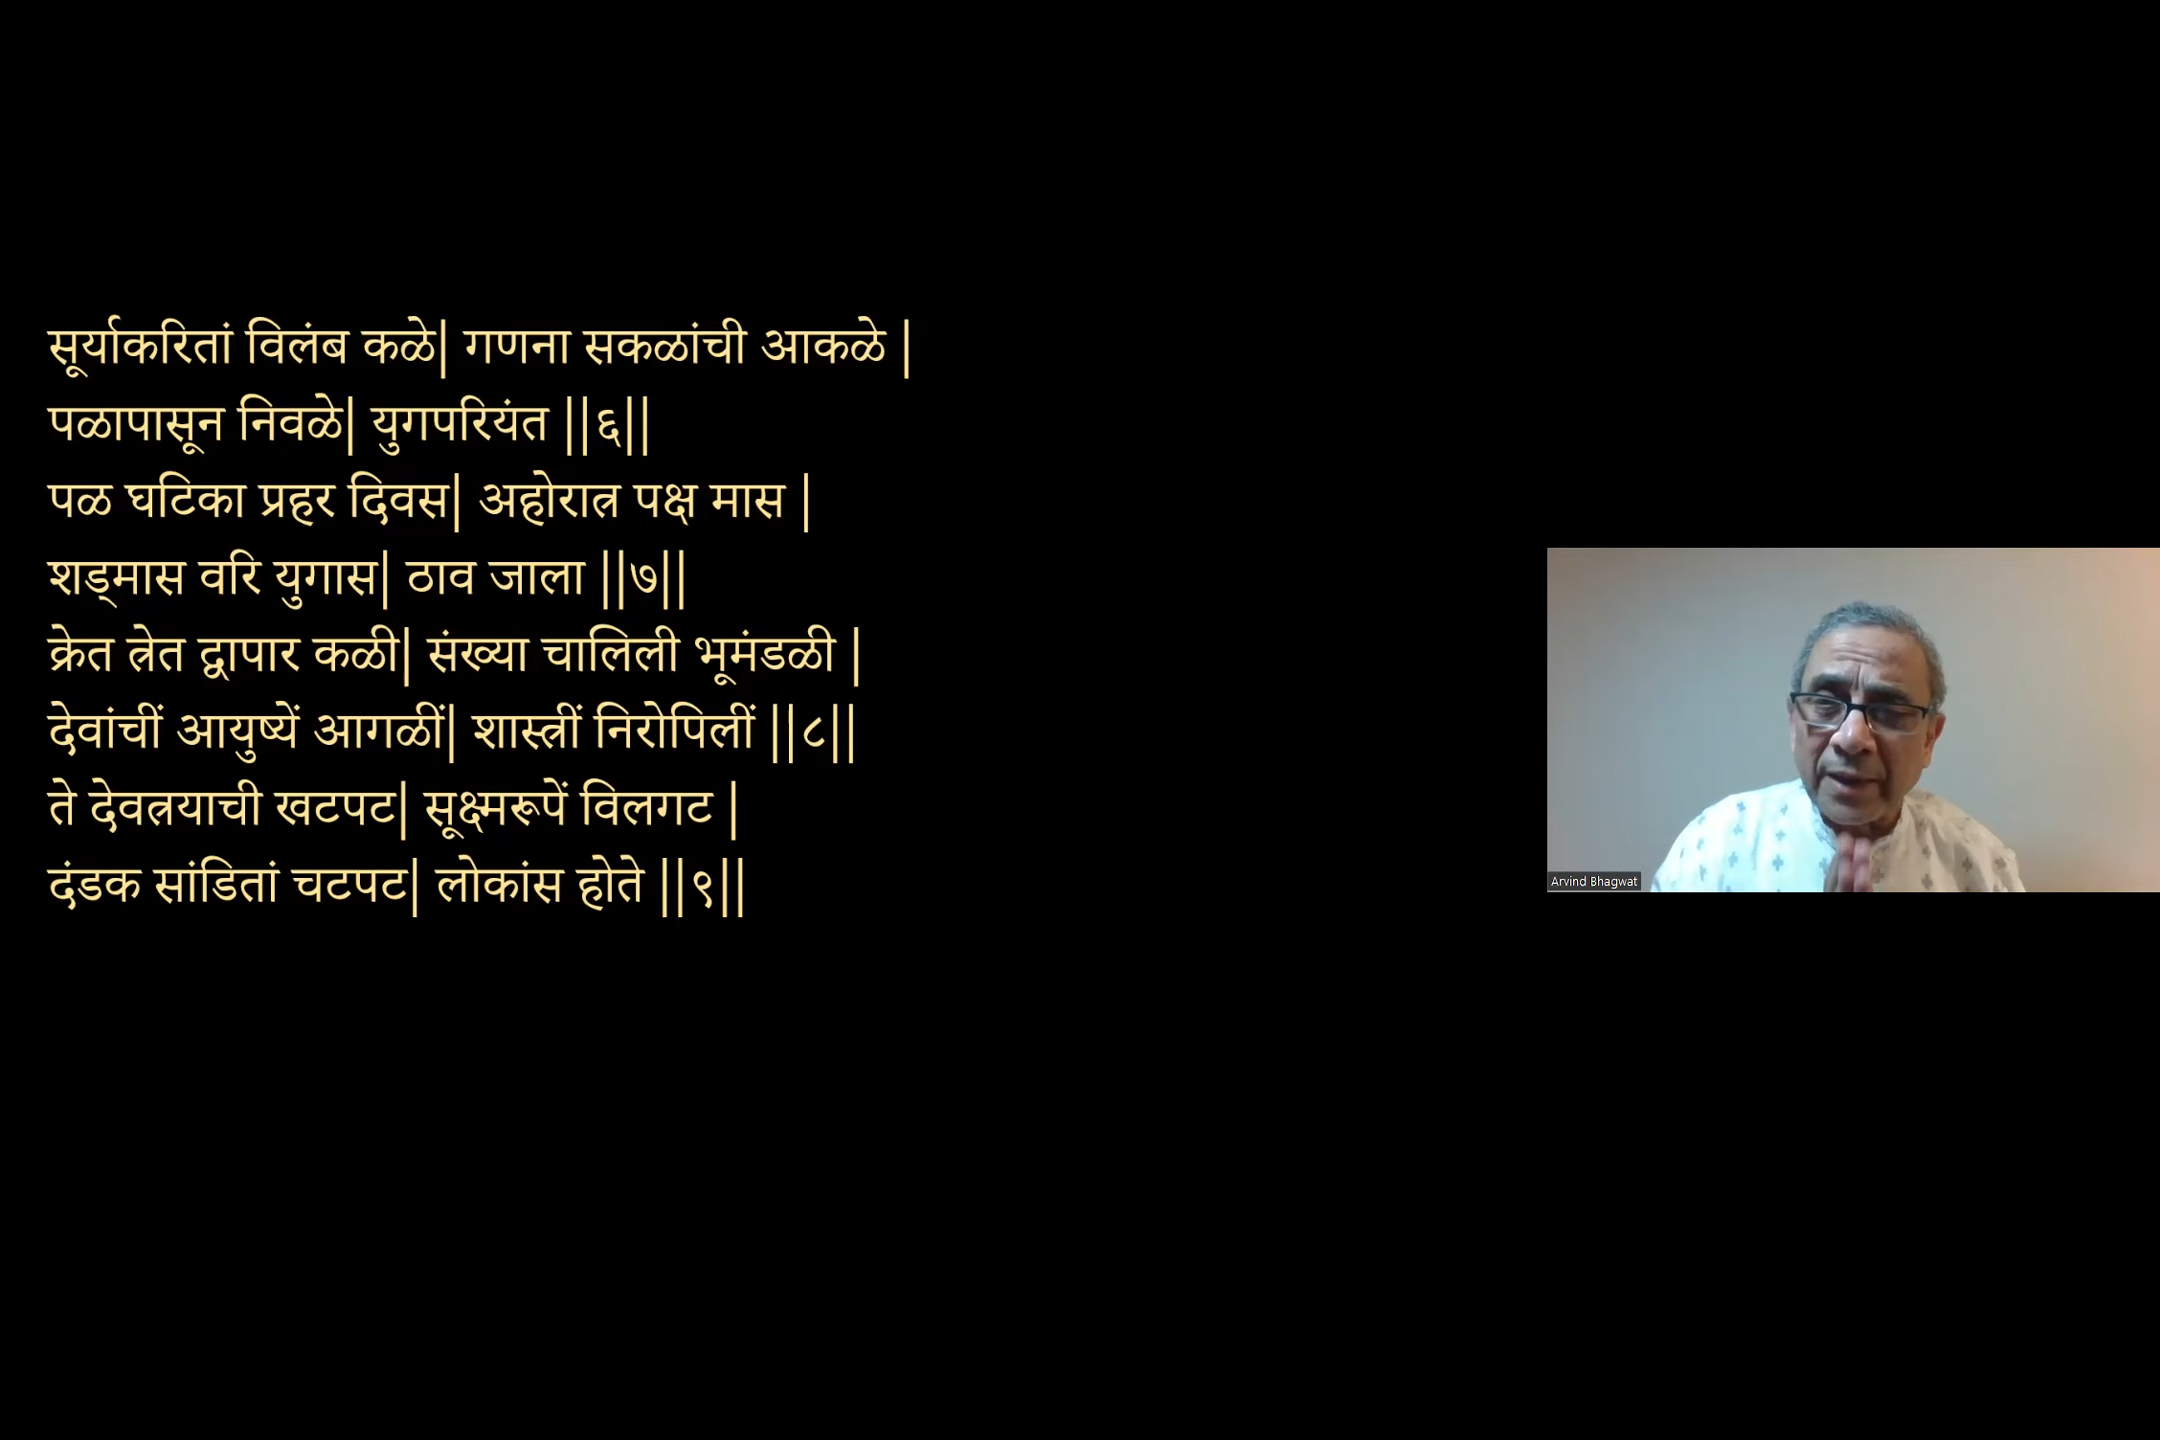 सूर्याकरितां विलंब कळे| गणना सकळांची आकळे |
पळापासून निवळे| युगपरियंत ||६||
पळ घटिका प्रहर दिवस| अहोरात्र पक्ष मास |
शड्मास वरि युगास| ठाव जाला ||७||
क्रेत त्रेत द्वापार कळी| संख्या चालिली भूमंडळी |
देवांचीं आयुष्यें आगळीं| शास्त्रीं निरोपिलीं ||८||
ते देवत्रयाची खटपट| सूक्ष्मरूपें विलगट |
दंडक सांडितां चटपट| लोकांस होते ||९||
Arvind Bhagwat